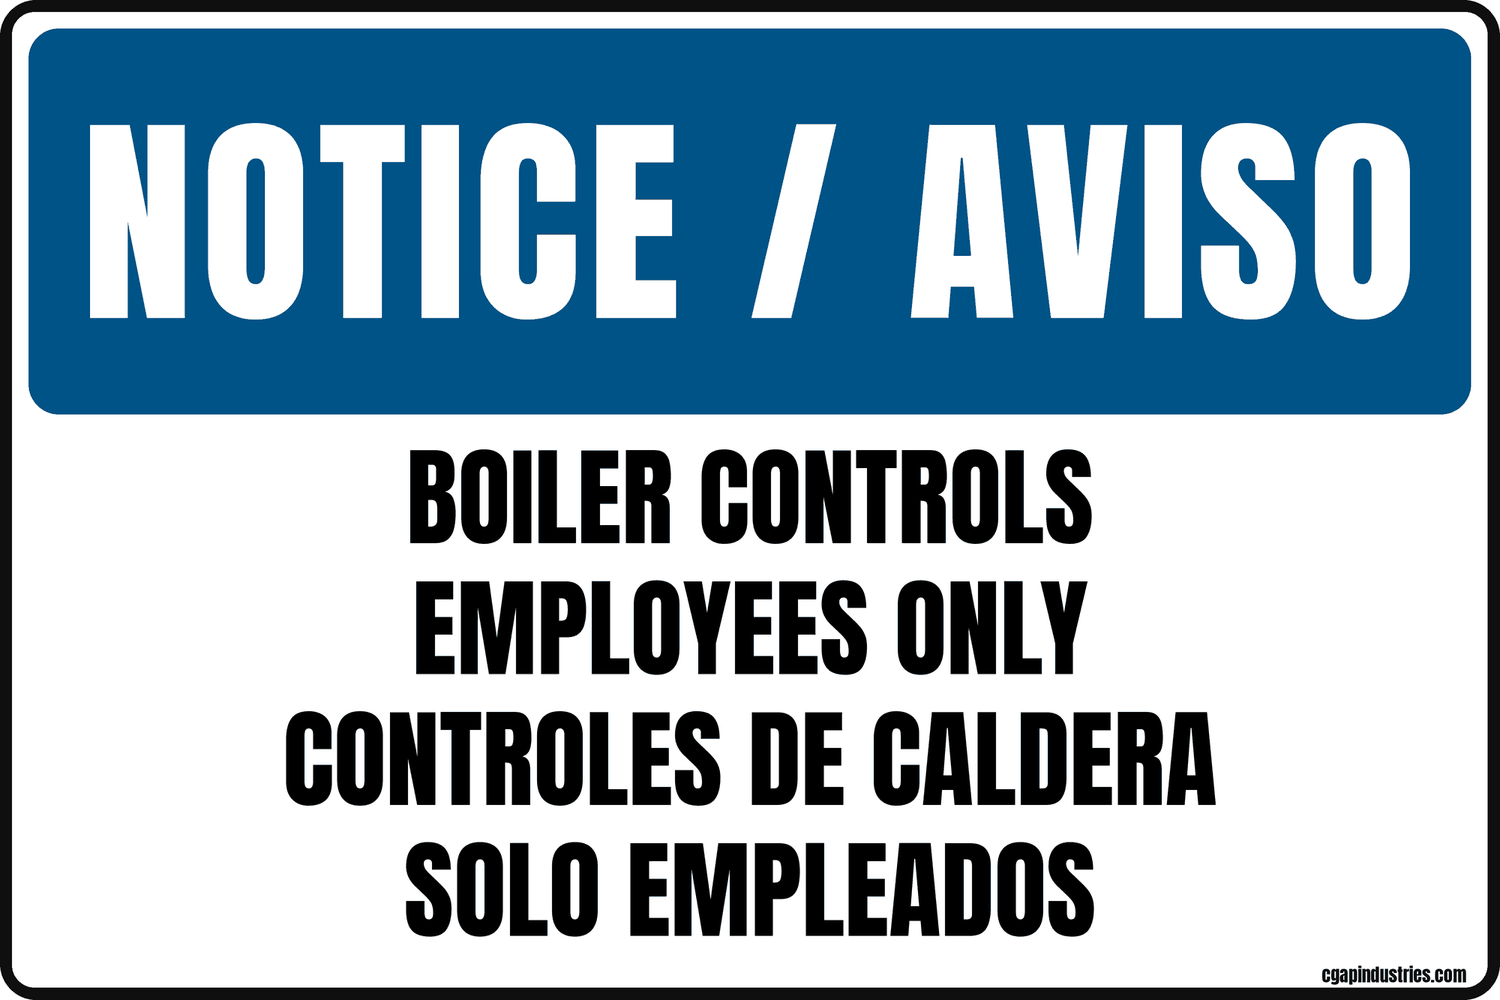 NOTICE / AVISO
BOILER CONTROLS
EMPLOYEES ONLY
CONTROLES DE CALDERA
SOLO EMPLEADOS
cgapindustries.com